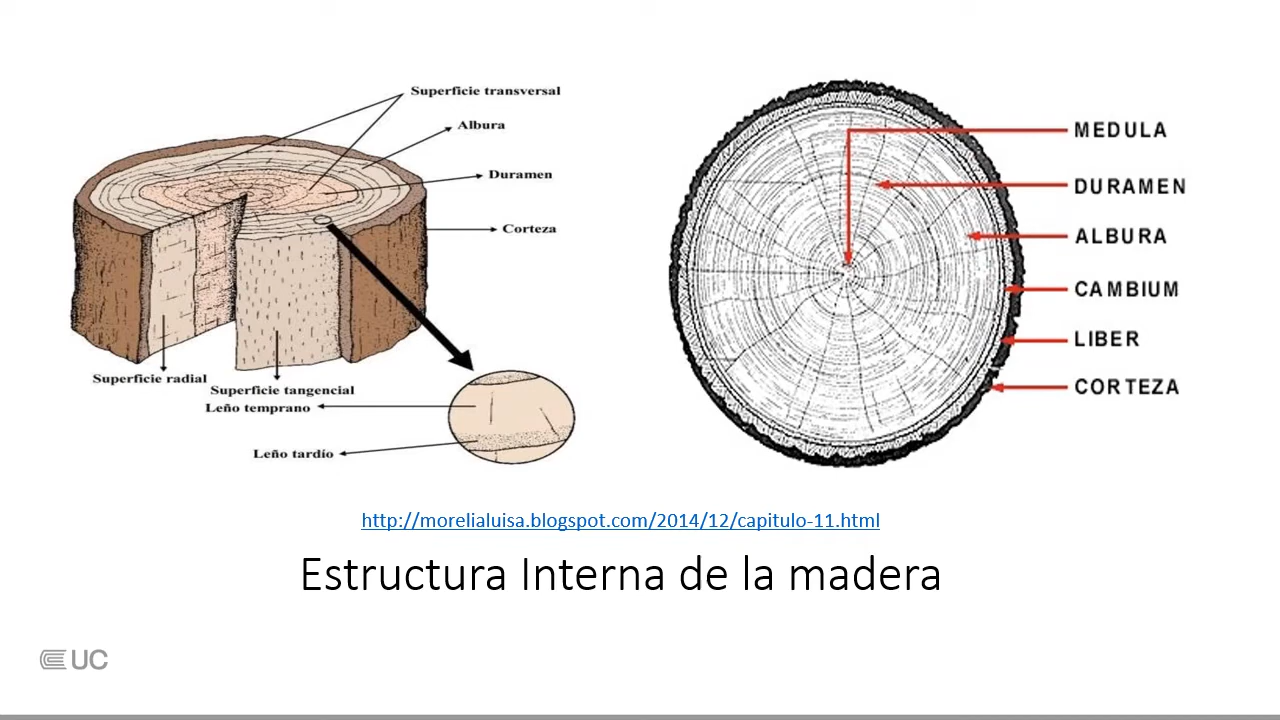 Superficie transversal
Albura
Duramen
Corteza
Superficie radial
Superficie tangencial
Leño temprano
Leño tardío
MEDULA
DURAMEN
ALBURA
CAMBIUM
LIBER
CORTEZA
http://morelialuisa.blogspot.com/2014/12/capitulo-11.html
Estructura Interna de la madera
UC